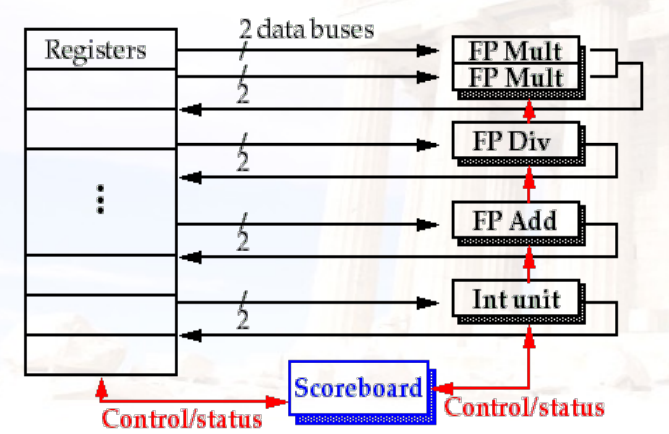 2 data buses
Registers
FP Mult
FP Mult
2
FP Div
2
FP Add
2
Int unit
2
Scoreboard
Control/status
Control/status